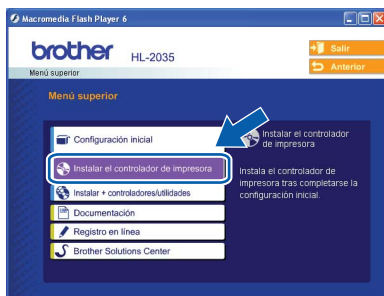 Macromedia Flash Player 6
brother HL-2035
Salir
Anterior
Menú superior
Menú superior
Configuración inicial
Instalar el controlador de impresora
Instalar + controladores/utilidades
Documentación
Registro en línea
Brother Solutions Center
Instalar el controlador
de impresora
Instala el controlador de
impresora tras completarse la
configuración inicial.